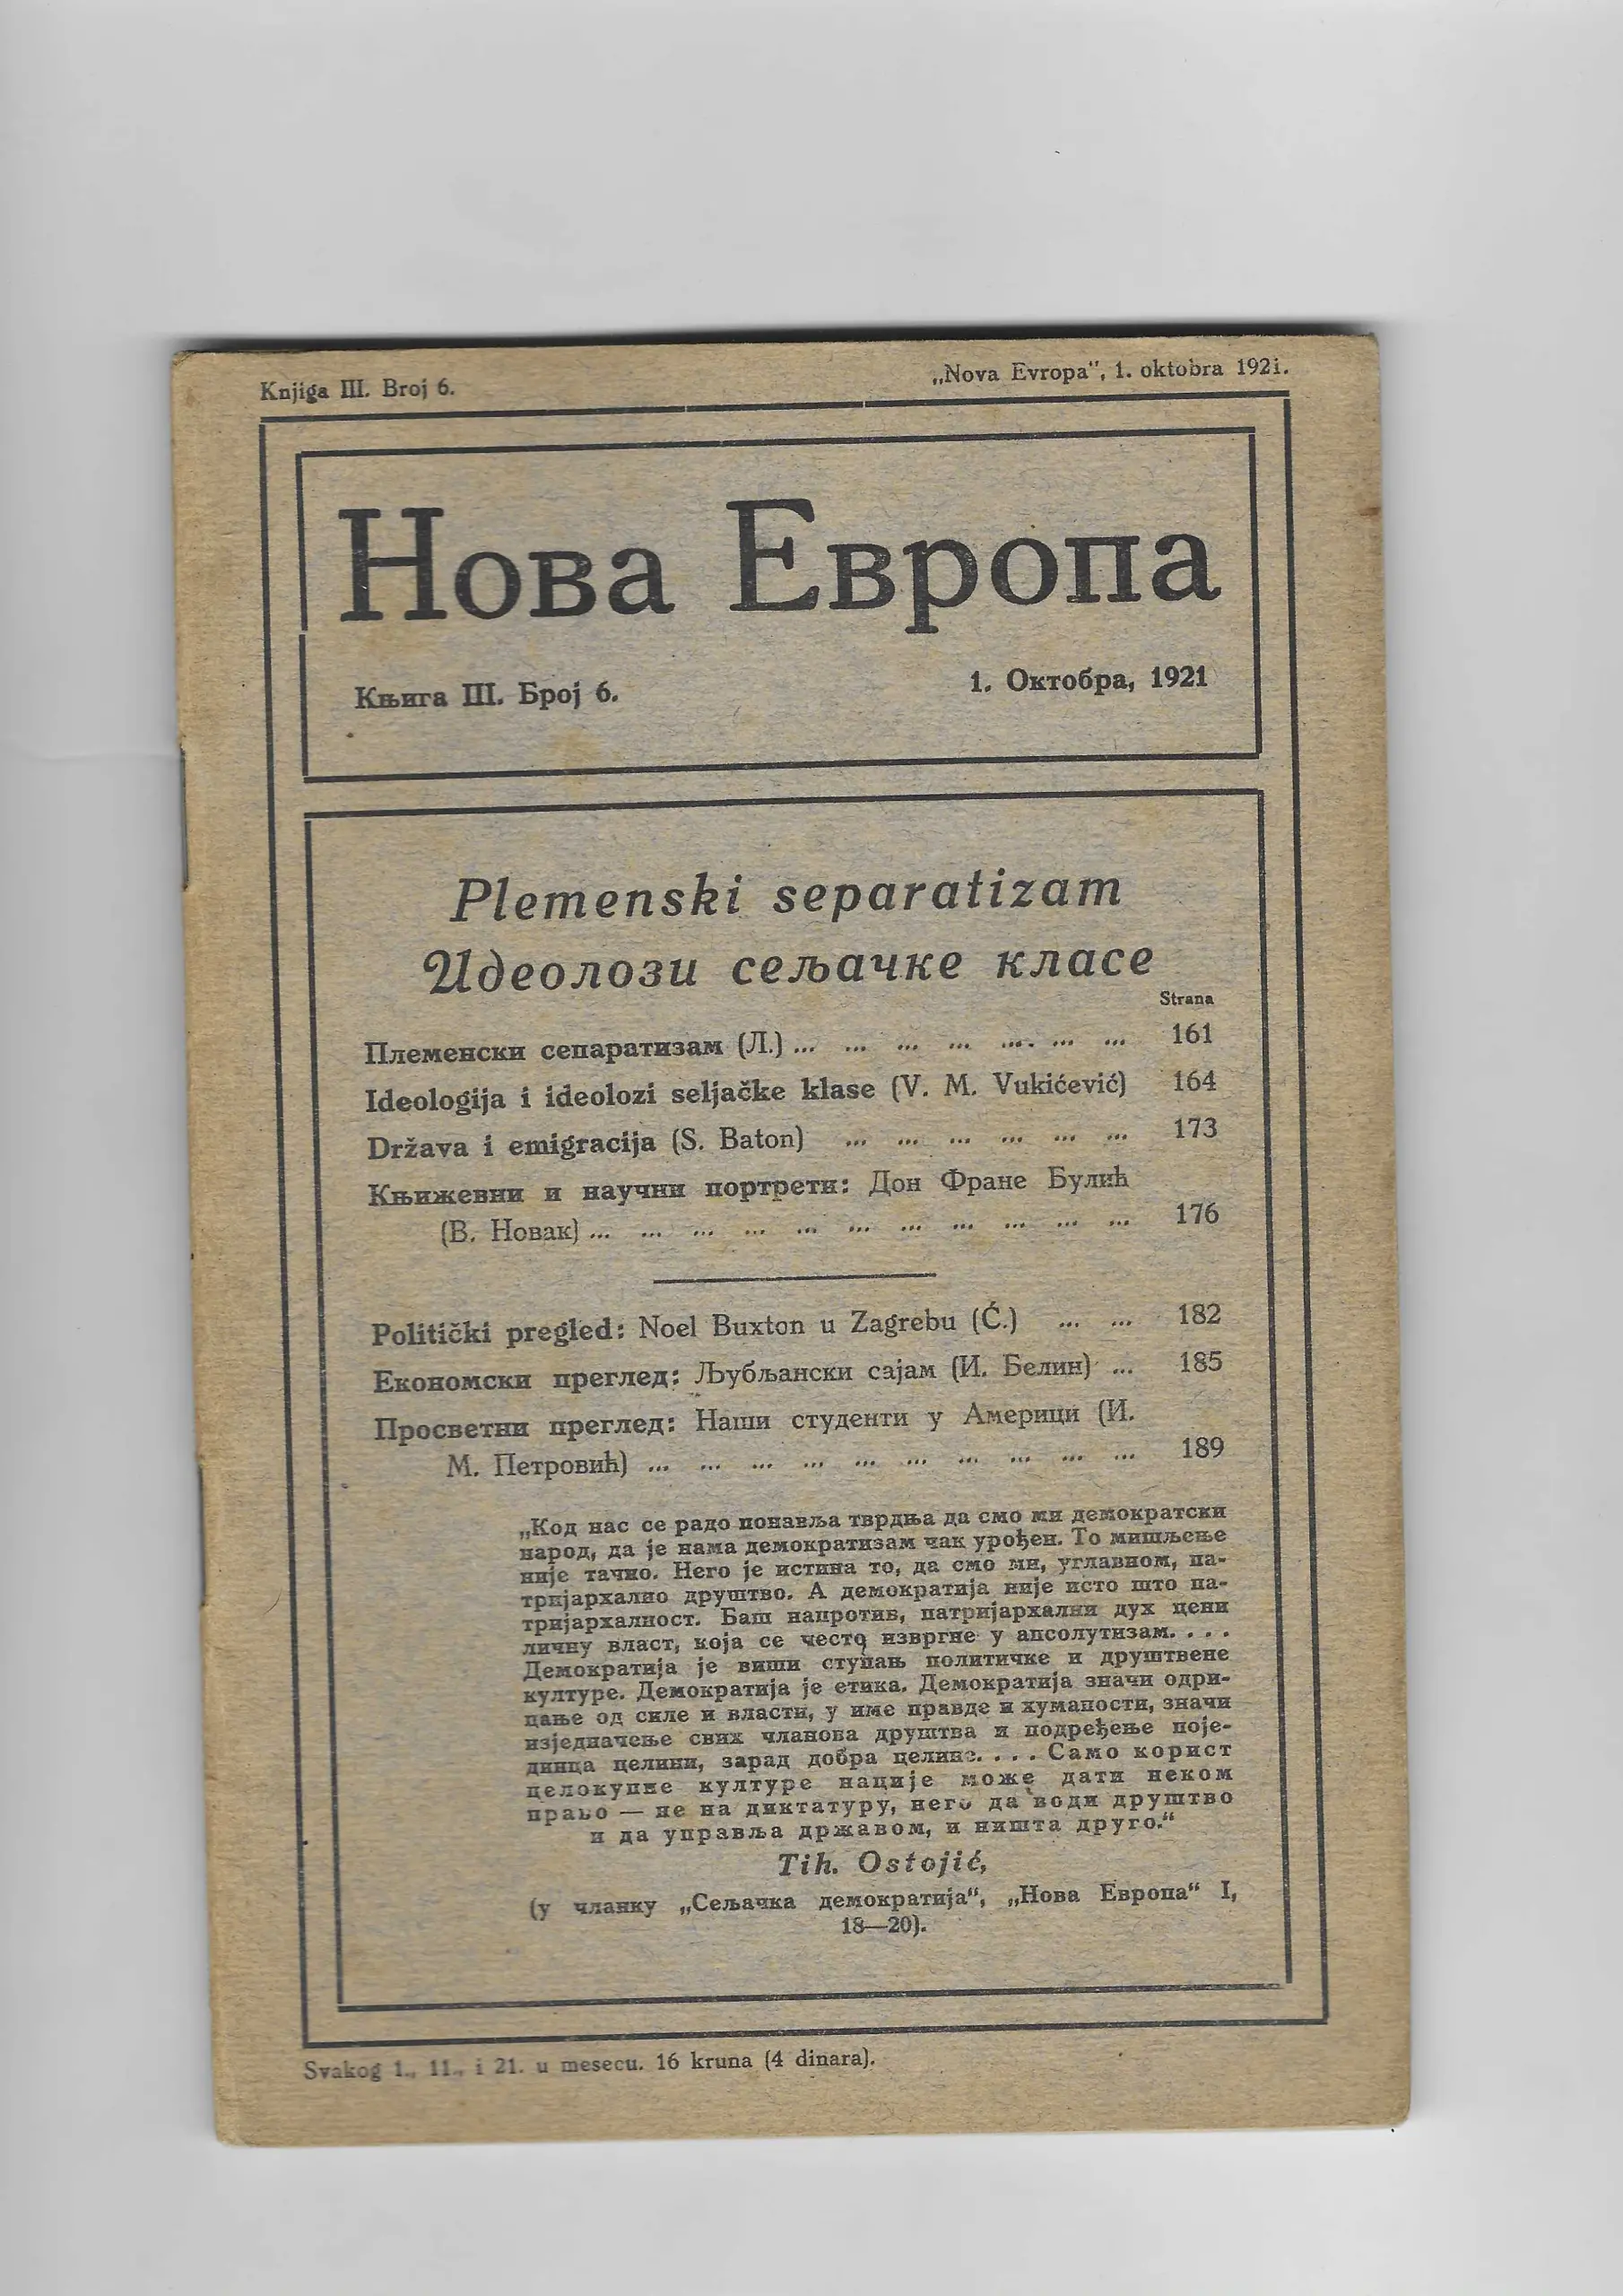 Knjiga III. Broj 6.
„Nova Evropa", 1. oktobra 1921.
Нова Европа
Књига III. Број 6.
1. Октобра, 1921
Plemenski separatizam
Идеолози сељачке класе
Strana
Племенски сепаратизам (Л.) ... ... ... ... ... ... ... 161
Ideologija i ideolozi seljačke klase (V. M. Vukićević) 164
Država i emigracija (S. Baton) ... ... ... ... ... ... 173
Књижевни и научни портрети: Дон Фране Булић
(В. Новак) ... ... ... ... ... ... ... ... ... ... ... 176
Politički pregled: Noel Buxton u Zagrebu (Ć.) ... ... 182
Економски преглед: Љубљански сајам (И. Белин) ... 185
Просветни преглед: Наши студенти у Америци (И.
М. Петровић) ... ... ... ... ... ... ... ... ... ... 189
„Код нас се радо понавља тврдња да смо ми демократски
народ, да је нама демократизам чак урођен. То мишљење
није тачно. Него је истина то, да смо ми, углавном, па-
тријархално друштво. А демократија није исто што па-
тријархалност. Баш напротив, патријархални дух цени
личну власт, која се често извргне у апсолутизам. . . .
Демократија је виши ступањ политичке и друштвене
културе. Демократија је етика. Демократија значи одри-
цање од силе и власти, у име правде и хуманости, значи
изједначење свих чланова друштва и подређење поје-
динца целини, зарад добра целине. . . . Само корист
целокупне културе нације може дати неком
право — не на диктатуру, него да води друштво
и да управља државом, и ништа друго.“
Tih. Ostojić,
(у чланку „Сељачка демократија“, „Нова Европа“ I,
18—20).
Svakog 1., 11., i 21. u mesecu. 16 kruna (4 dinara).